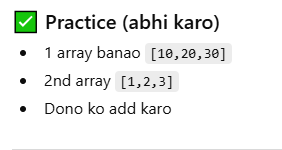 ✅ Practice (abhi karo)
• 1 array banao [10,20,30]
• 2nd array [1,2,3]
• Dono ko add karo